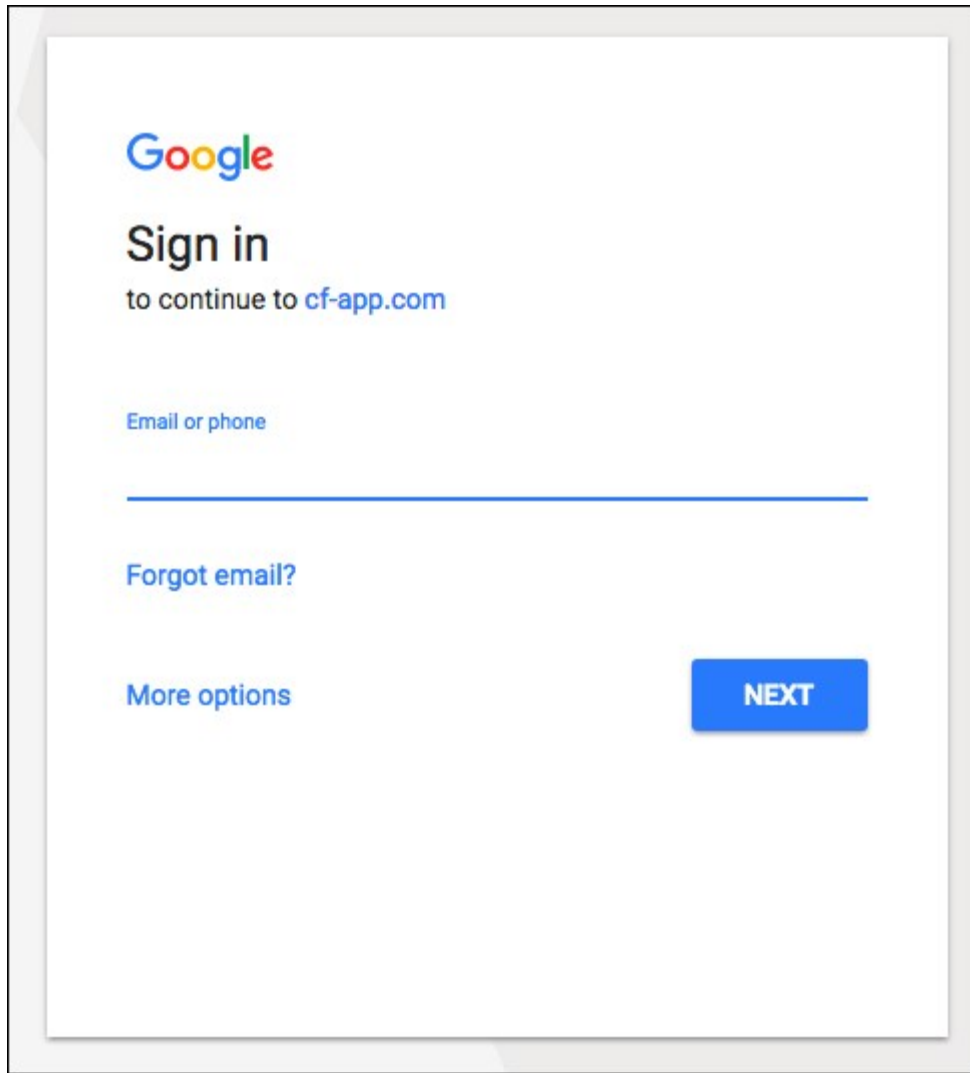 Google
Sign in
to continue to cf-app.com
Email or phone
Forgot email?
More options
NEXT